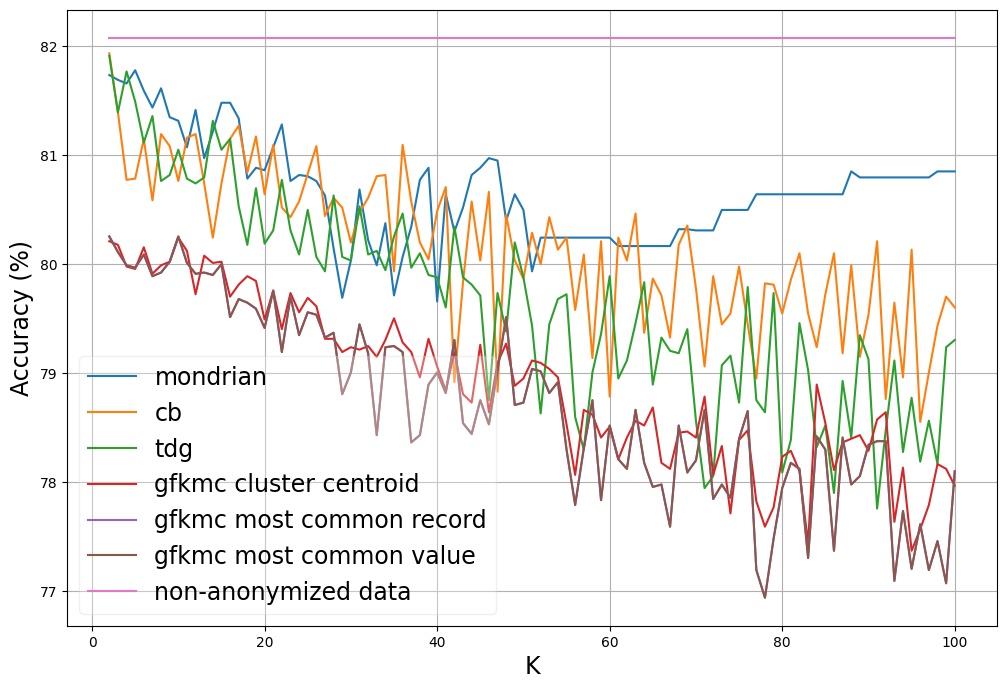 82
81
80
79
78
77
Accuracy (%)
mondrian
cb
tdg
gfkmc cluster centroid
gfkmc most common record
gfkmc most common value
non-anonymized data
0
20
40
60
80
100
K